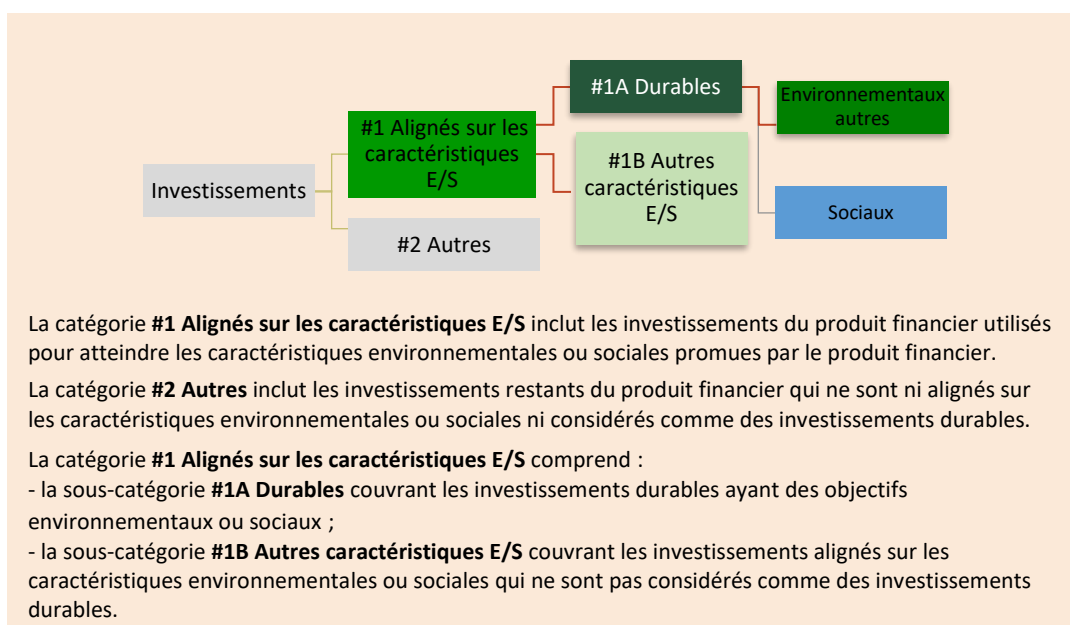 #1A Durables
Environnementaux
autres
#1 Alignés sur les
caractéristiques
E/S
#1B Autres
caractéristiques
E/S
Investissements
Sociaux
#2 Autres
La catégorie #1 Alignés sur les caractéristiques E/S inclut les investissements du produit financier utilisés
pour atteindre les caractéristiques environnementales ou sociales promues par le produit financier.
La catégorie #2 Autres inclut les investissements restants du produit financier qui ne sont ni alignés sur
les caractéristiques environnementales ou sociales ni considérés comme des investissements durables.
La catégorie #1 Alignés sur les caractéristiques E/S comprend :
- la sous-catégorie #1A Durables couvrant les investissements durables ayant des objectifs
environnementaux ou sociaux ;
- la sous-catégorie #1B Autres caractéristiques E/S couvrant les investissements alignés sur les
caractéristiques environnementales ou sociales qui ne sont pas considérés comme des investissements
durables.